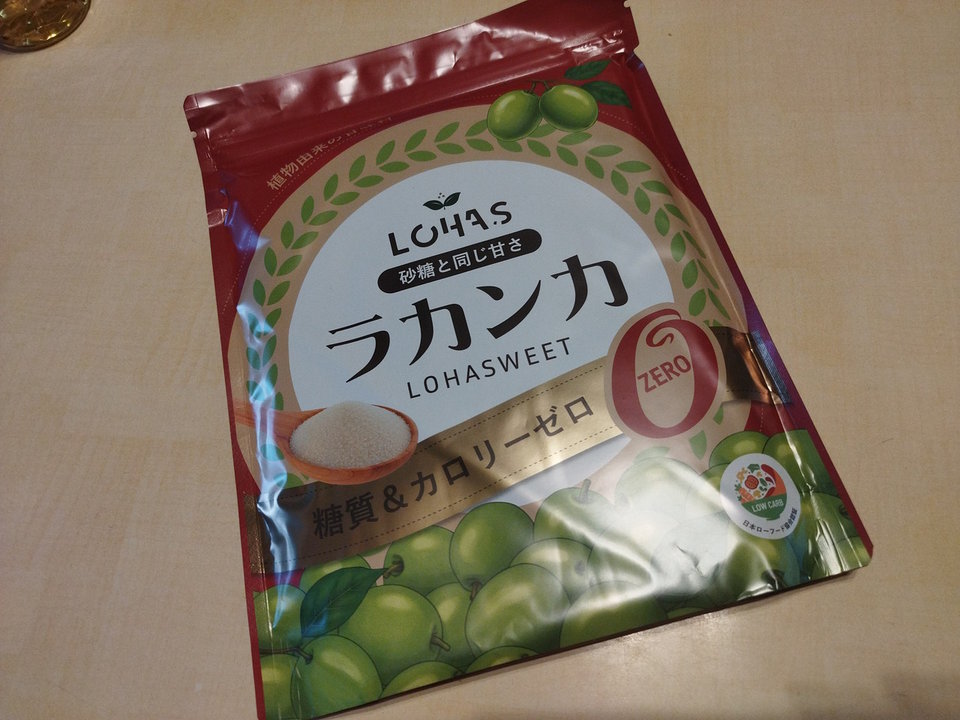 植物由来の甘味料
LOHAS
砂糖と同じ甘さ
ラカンカ
LOHASWEET
ZERO
糖質&カロリーゼロ
LOW CARB